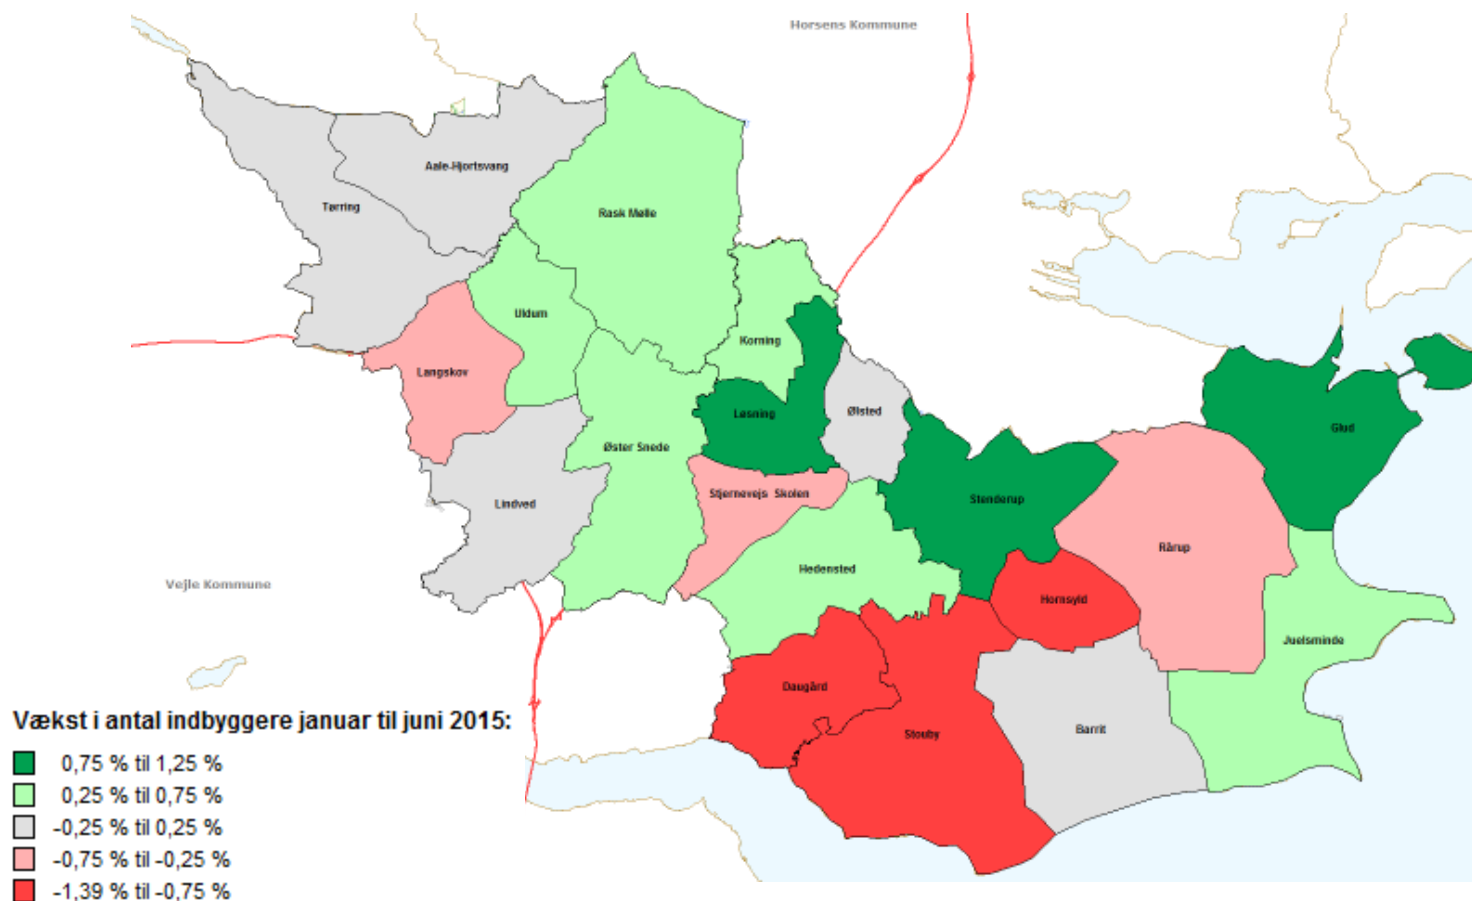 Horsens Kommune
Aale-Hjortsvang
Tørring
Rask Mølle
Uldum
Korning
Langskov
Løsning
Ølsted
Glud
Øster Snede
Stjernevejs Skolen
Stenderup
Lindved
Rårup
Hedensted
Vejle Kommune
Hornsyld
Juelsminde
Daugård
Stouby
Barrit
Vækst i antal indbyggere januar til juni 2015:
0,75 % til 1,25 %
0,25 % til 0,75 %
-0,25 % til 0,25 %
-0,75 % til -0,25 %
-1,39 % til -0,75 %